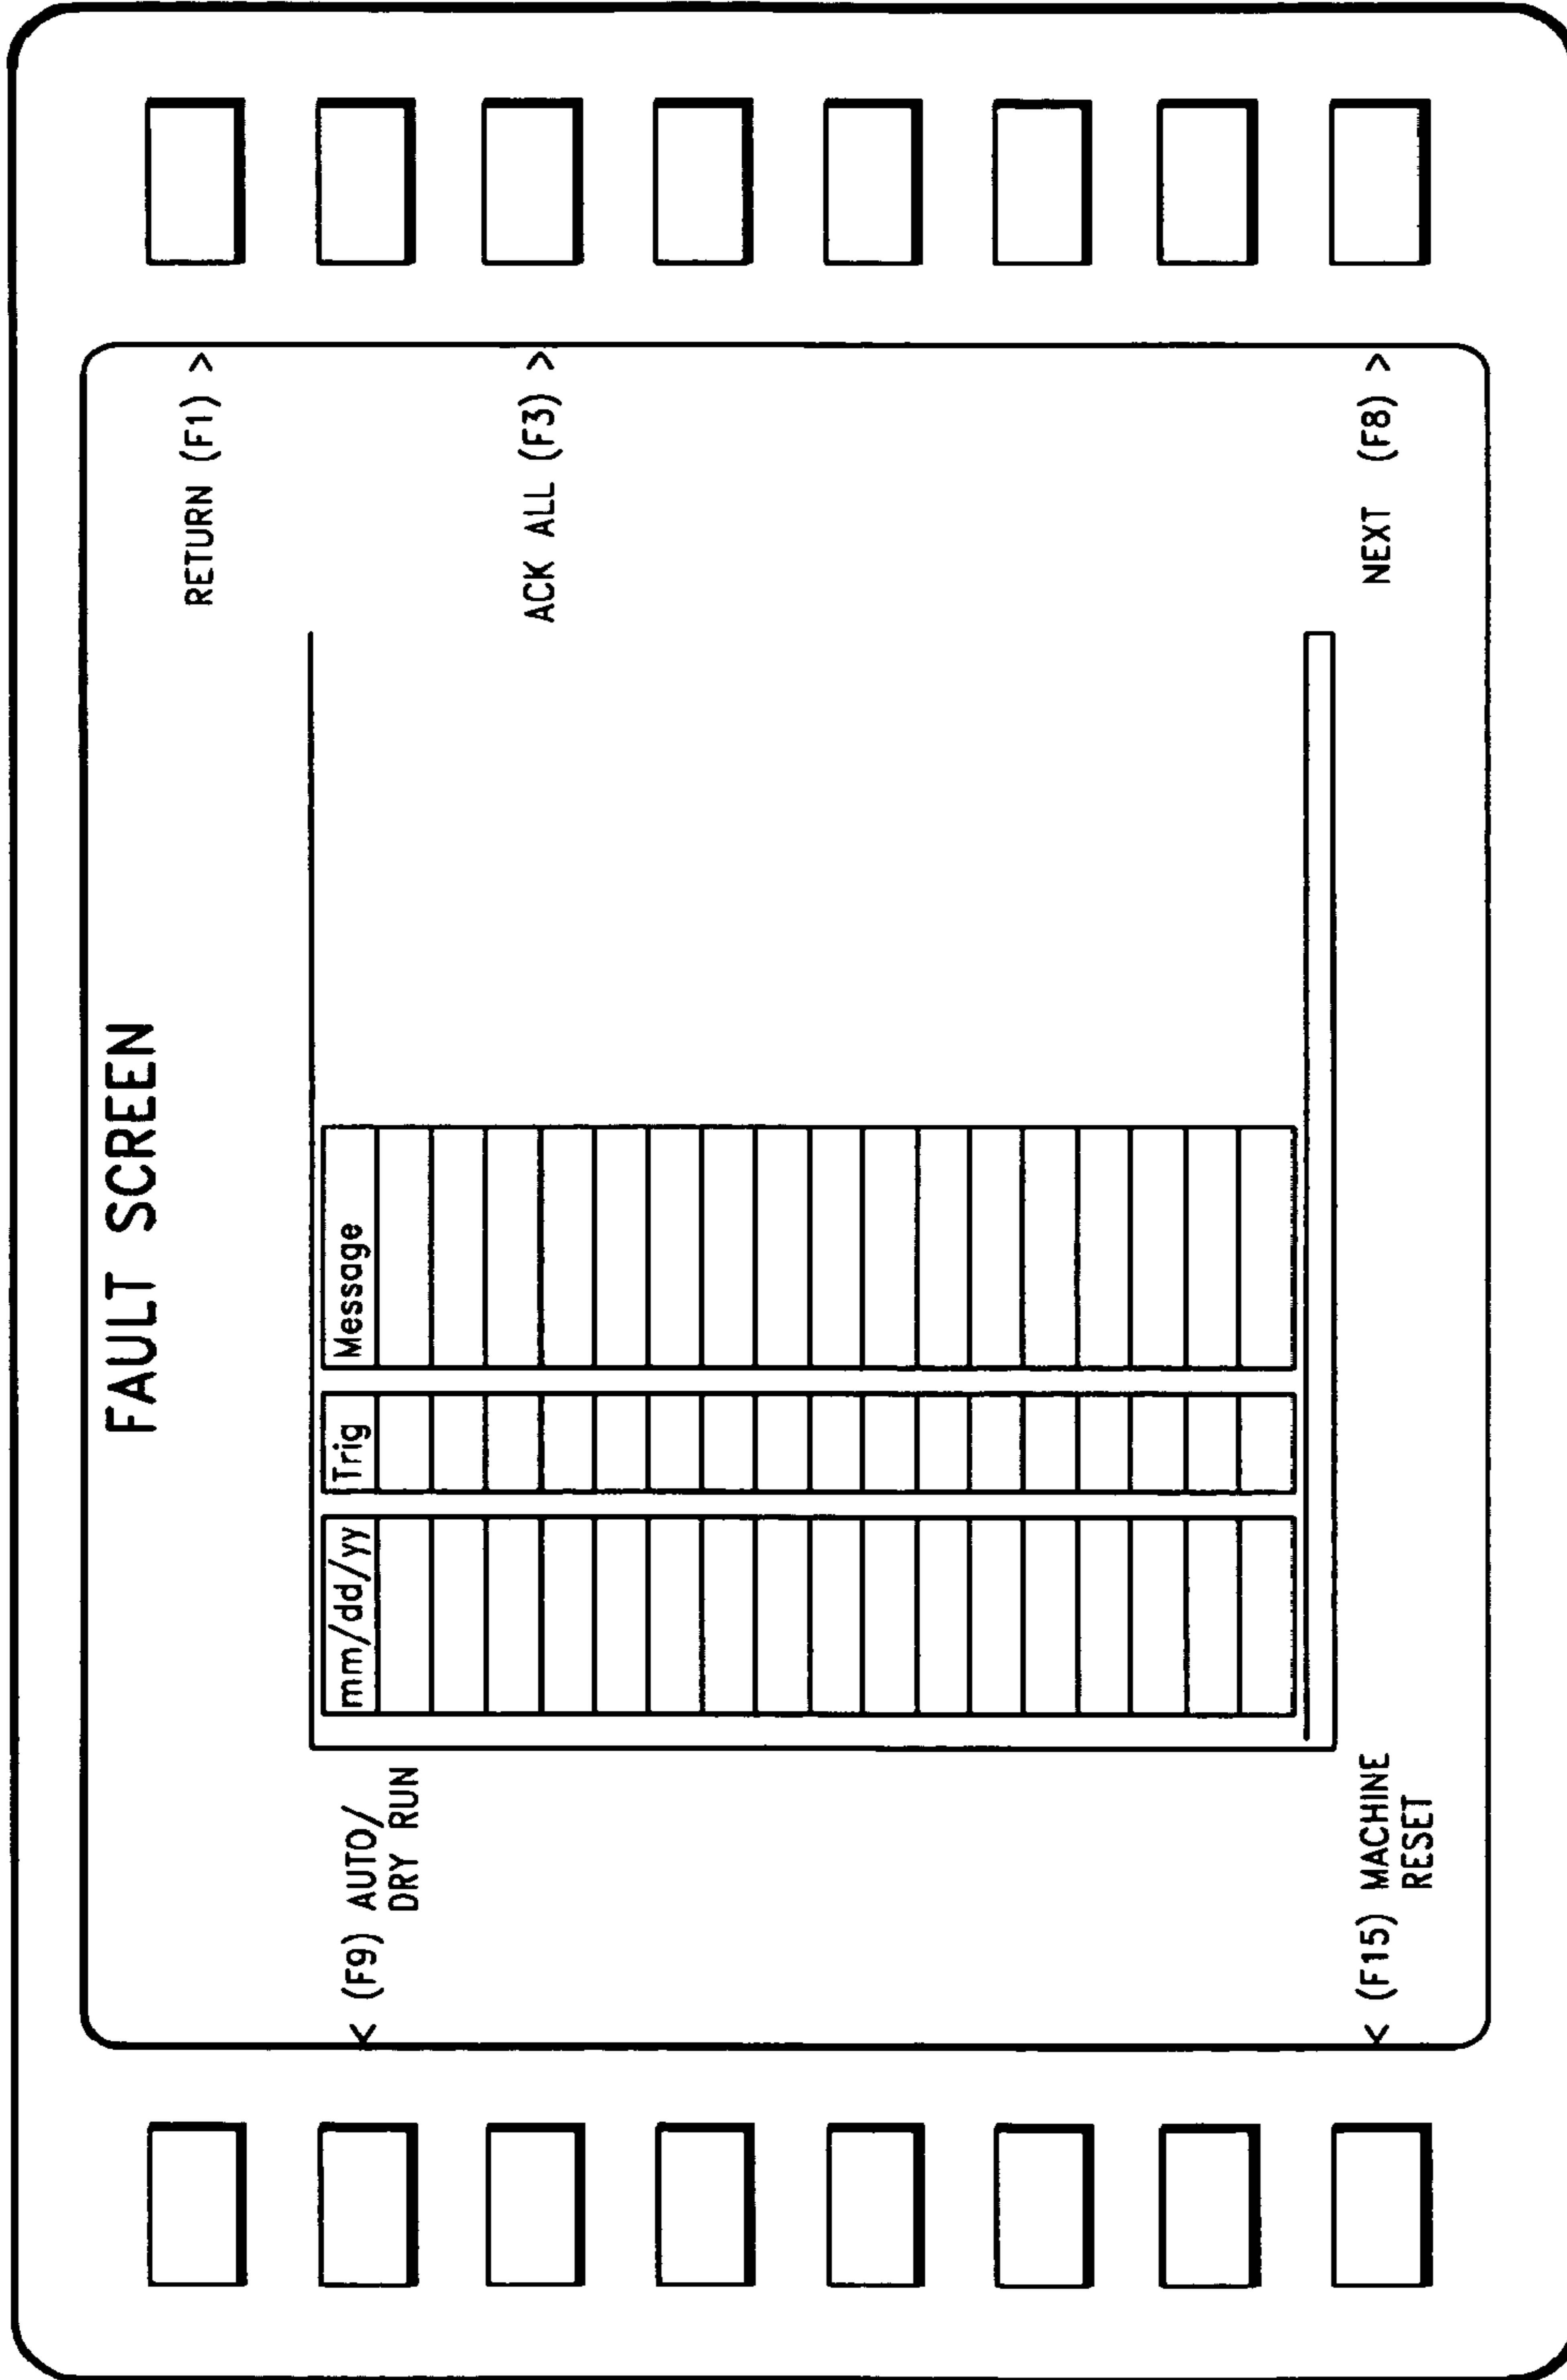 FAULT SCREEN
RETURN (F1) >
< (F9) AUTO/
DRY RUN
mm/dd/yy
Trig
Message
ACK ALL (F3) >
< (F15) MACHINE
RESET
NEXT (F8) >